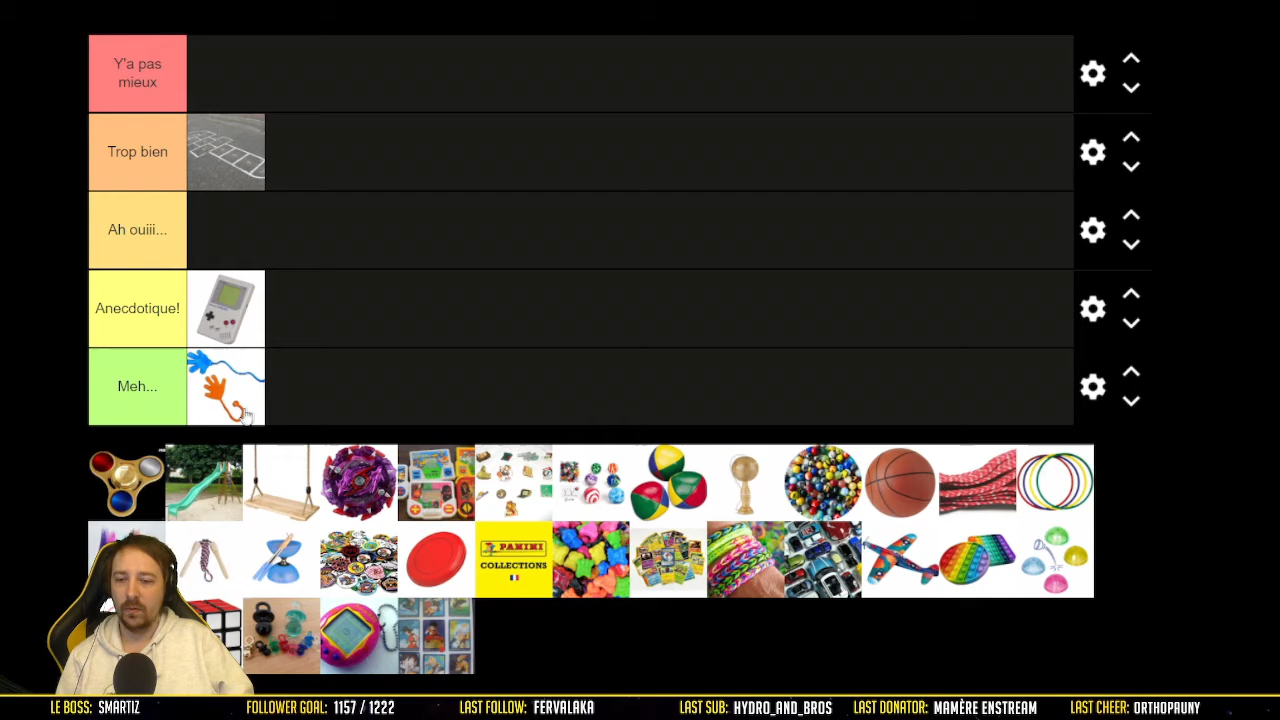 Y'a pas
mieux
Trop bien
Ah ouiii...
Anecdotique!
Meh...
PANINI
COLLECTIONS
LE BOSS: SMARTIZ
FOLLOWER GOAL: 1157 / 1222
LAST FOLLOW: FERVALAKA
LAST SUB: HYDRO_AND_BROS
LAST DONATOR: MAMÈRE ENSTREAM
LAST CHEER: ORTHOPAUNY